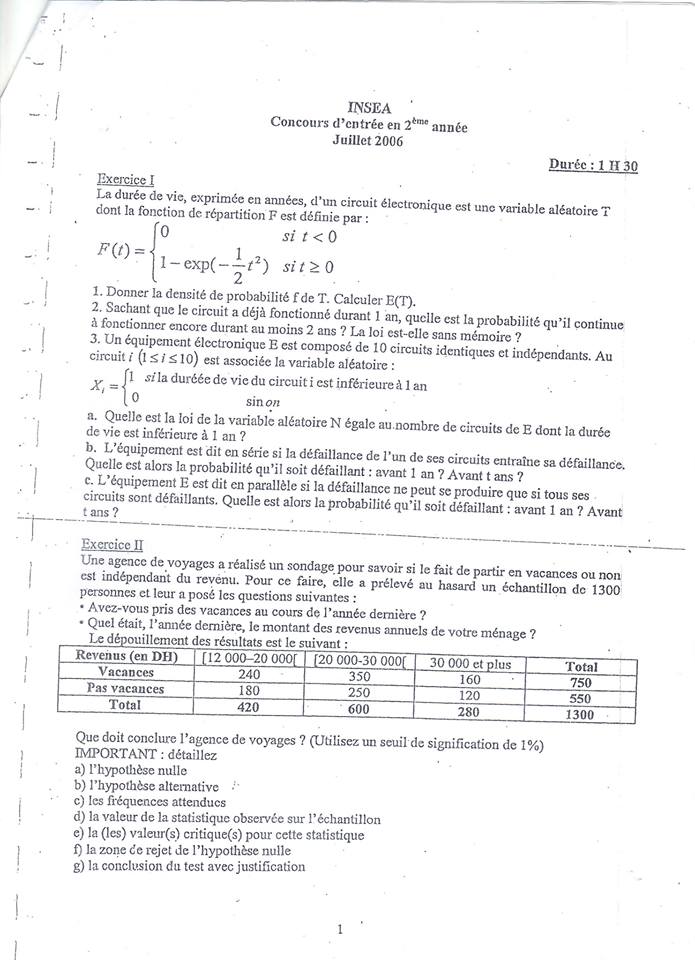 INSEA
Concours d'entrée en 2ème année
Juillet 2006
Durée : 1 H 30
Exercice I
La durée de vie, exprimée en années, d'un circuit électronique est une variable aléatoire T
dont la fonction de répartition F est définie par :
F(t) = { 0 si t < 0
1 − exp(−1/2 t²) si t ≥ 0
1. Donner la densité de probabilité f de T. Calculer E(T).
2. Sachant que le circuit a déjà fonctionné durant 1 an, quelle est la probabilité qu'il continue
à fonctionner encore durant au moins 2 ans ? La loi est-elle sans mémoire ?
3. Un équipement électronique E est composé de 10 circuits identiques et indépendants. Au
circuit i (1 ≤ i ≤ 10) est associée la variable aléatoire :
Xi = { 1 si la duréée de vie du circuit i est inférieure à 1 an
0 sinon
a. Quelle est la loi de la variable aléatoire N égale au nombre de circuits de E dont la durée
de vie est inférieure à 1 an ?
b. L'équipement est dit en série si la défaillance de l'un de ses circuits entraîne sa défaillance.
Quelle est alors la probabilité qu'il soit défaillant : avant 1 an ? Avant t ans ?
c. L'équipement E est dit en parallèle si la défaillance ne peut se produire que si tous ses
circuits sont défaillants. Quelle est alors la probabilité qu'il soit défaillant : avant 1 an ? Avant
t ans ?
Exercice II
Une agence de voyages a réalisé un sondage pour savoir si le fait de partir en vacances ou non
est indépendant du revenu. Pour ce faire, elle a prélevé au hasard un échantillon de 1300
personnes et leur a posé les questions suivantes :
• Avez-vous pris des vacances au cours de l'année dernière ?
• Quel était, l'année dernière, le montant des revenus annuels de votre ménage ?
Le dépouillement des résultats est le suivant :
Revenus (en DH) [12 000–20 000[ [20 000-30 000[ 30 000 et plus Total
Vacances 240 350 160 750
Pas vacances 180 250 120 550
Total 420 600 280 1300
Que doit conclure l'agence de voyages ? (Utilisez un seuil de signification de 1%)
IMPORTANT : détaillez
a) l'hypothèse nulle
b) l'hypothèse alternative
c) les fréquences attendues
d) la valeur de la statistique observée sur l'échantillon
e) la (les) valeur(s) critique(s) pour cette statistique
f) la zone de rejet de l'hypothèse nulle
g) la conclusion du test avec justification
1